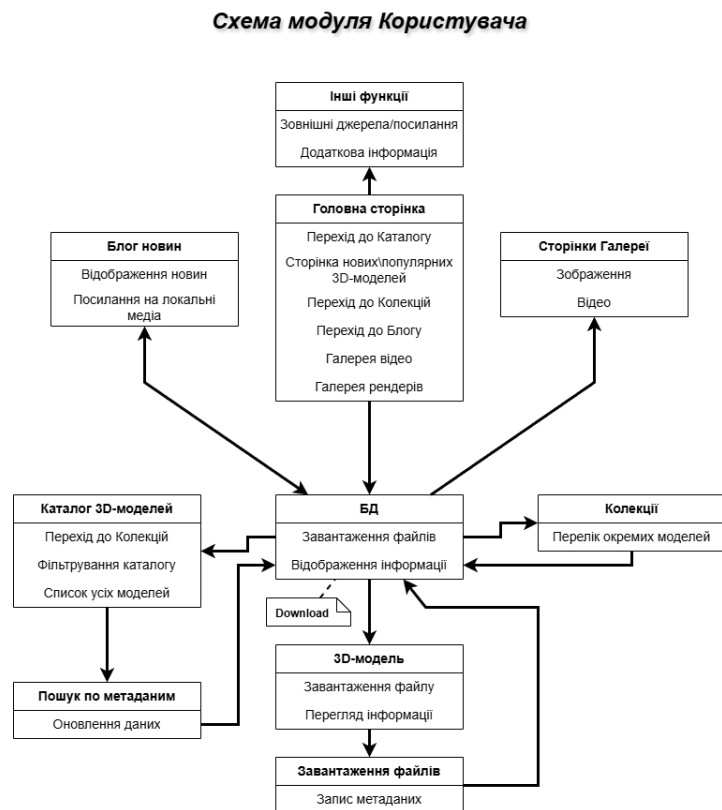 Схема модуля Користувача
Інші функції
Зовнішні джерела/посилання
Додаткова інформація
Головна сторінка
Перехід до Каталогу
Сторінка нових\популярних
3D-моделей
Перехід до Колекцій
Перехід до Блогу
Галерея відео
Галерея рендерів
Блог новин
Відображення новин
Посилання на локальні
медіа
Сторінки Галереї
Зображення
Відео
Каталог 3D-моделей
Перехід до Колекцій
Фільтрування каталогу
Список усіх моделей
БД
Завантаження файлів
Відображення інформації
Колекції
Перелік окремих моделей
Download
3D-модель
Завантаження файлу
Перегляд інформації
Пошук по метаданим
Оновлення даних
Завантаження файлів
Запис метаданих